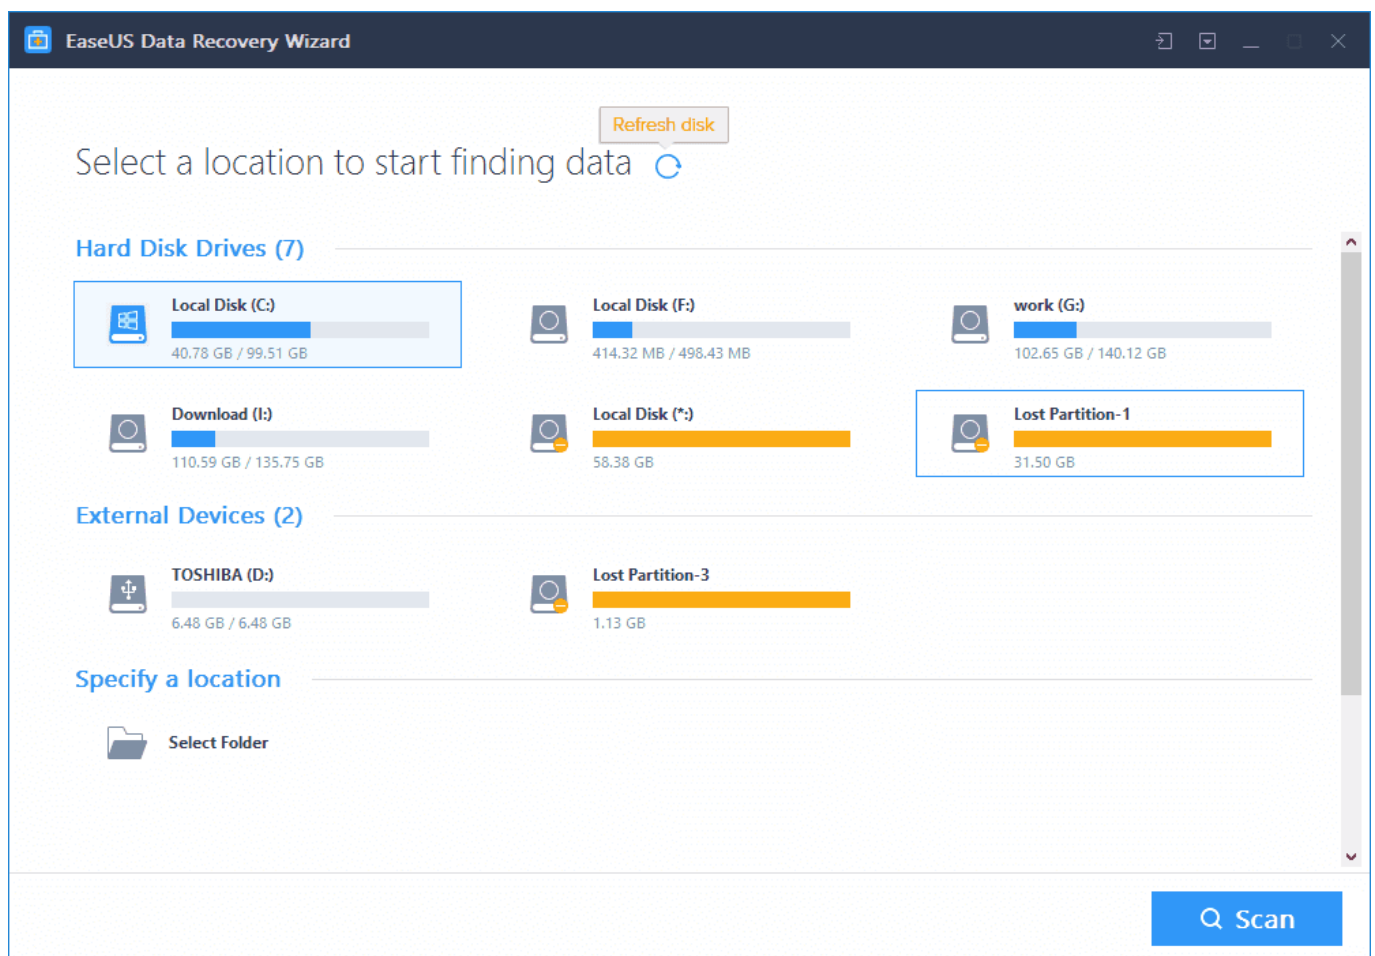 EaseUS Data Recovery Wizard
Refresh disk
Select a location to start finding data
Hard Disk Drives (7)
Local Disk (C:)
40.78 GB / 99.51 GB
Local Disk (F:)
414.32 MB / 498.43 MB
work (G:)
102.65 GB / 140.12 GB
Download (I:)
110.59 GB / 135.75 GB
Local Disk (*:)
58.38 GB
Lost Partition-1
31.50 GB
External Devices (2)
TOSHIBA (D:)
6.48 GB / 6.48 GB
Lost Partition-3
1.13 GB
Specify a location
Select Folder
Scan